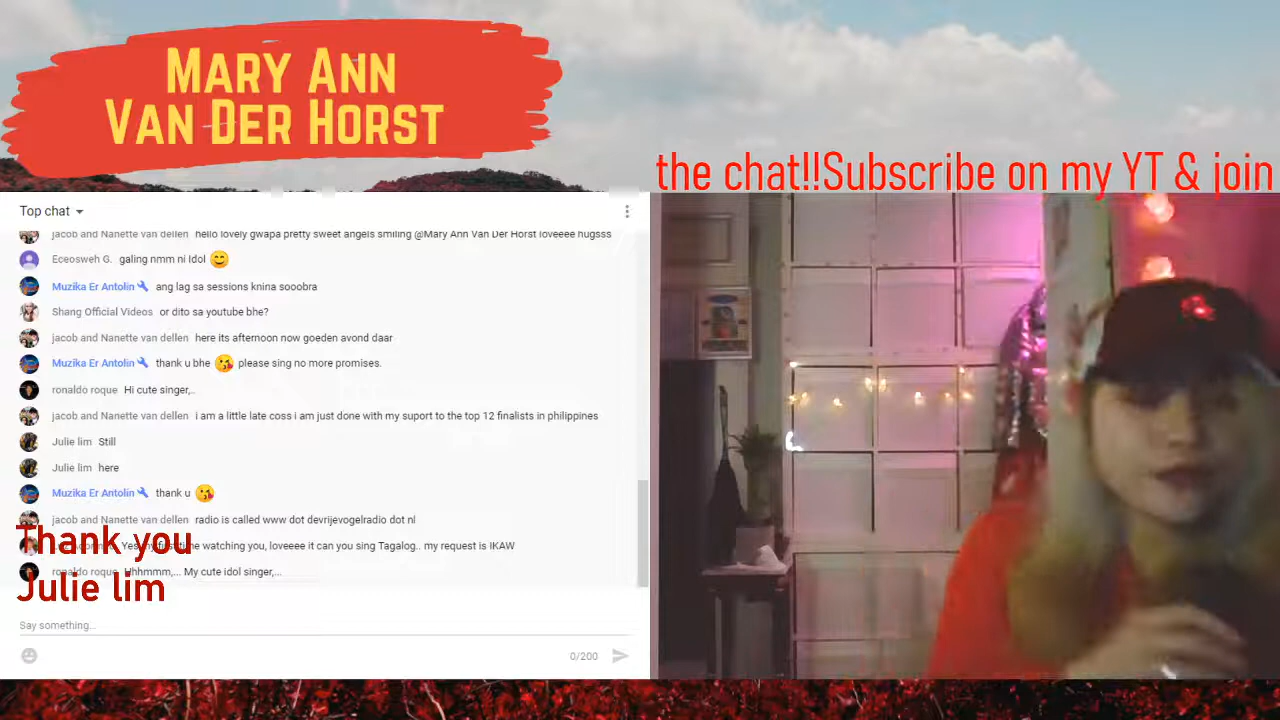 MARY ANN
VAN DER HORST
the chat!!Subscribe on my YT & join
Top chat
jacob and Nanette van dellen hello lovely gwapa pretty sweet angels smiling @Mary Ann Van Der Horst loveeee hugsss
Eceosweh G. galing nmm ni Idol
Muzika Er Antolin ang lag sa sessions knina sooobra
Shang Official Videos or dito sa youtube bhe?
jacob and Nanette van dellen here its afternoon now goeden avond daar
Muzika Er Antolin thank u bhe please sing no more promises.
ronaldo roque Hi cute singer,..
jacob and Nanette van dellen i am a little late coss i am just done with my suport to the top 12 finalists in philippines
Julie lim Still
Julie lim here
Muzika Er Antolin thank u
jacob and Nanette van dellen radio is called www dot devrijevogelradio dot nl
Yes, my first time watching you, loveeee it can you sing Tagalog.. my request is IKAW
ronaldo roque Uhhmmm,... My cute idol singer,...
Thank you
Julie lim
Say something...
0/200